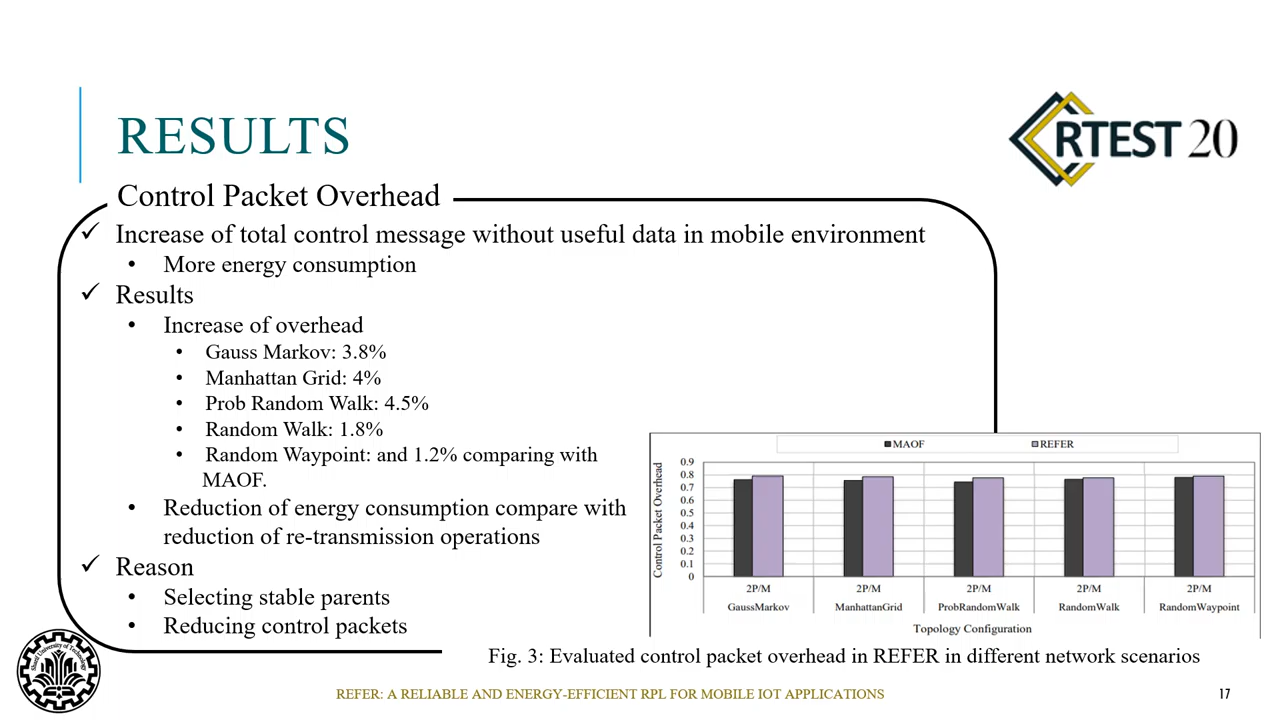 RESULTS
RTEST 20
Control Packet Overhead
✓ Increase of total control message without useful data in mobile environment
• More energy consumption
✓ Results
• Increase of overhead
• Gauss Markov: 3.8%
• Manhattan Grid: 4%
• Prob Random Walk: 4.5%
• Random Walk: 1.8%
• Random Waypoint: and 1.2% comparing with
MAOF.
• Reduction of energy consumption compare with
reduction of re-transmission operations
✓ Reason
• Selecting stable parents
• Reducing control packets
MAOF REFER
Control Packet Overhead
0.9
0.8
0.7
0.6
0.5
0.4
0.3
0.2
0.1
0
2P/M 2P/M 2P/M 2P/M 2P/M
GaussMarkov ManhattanGrid ProbRandomWalk RandomWalk RandomWaypoint
Topology Configuration
Fig. 3: Evaluated control packet overhead in REFER in different network scenarios
Sharif University of Technology
REFER: A RELIABLE AND ENERGY-EFFICIENT RPL FOR MOBILE IOT APPLICATIONS
17